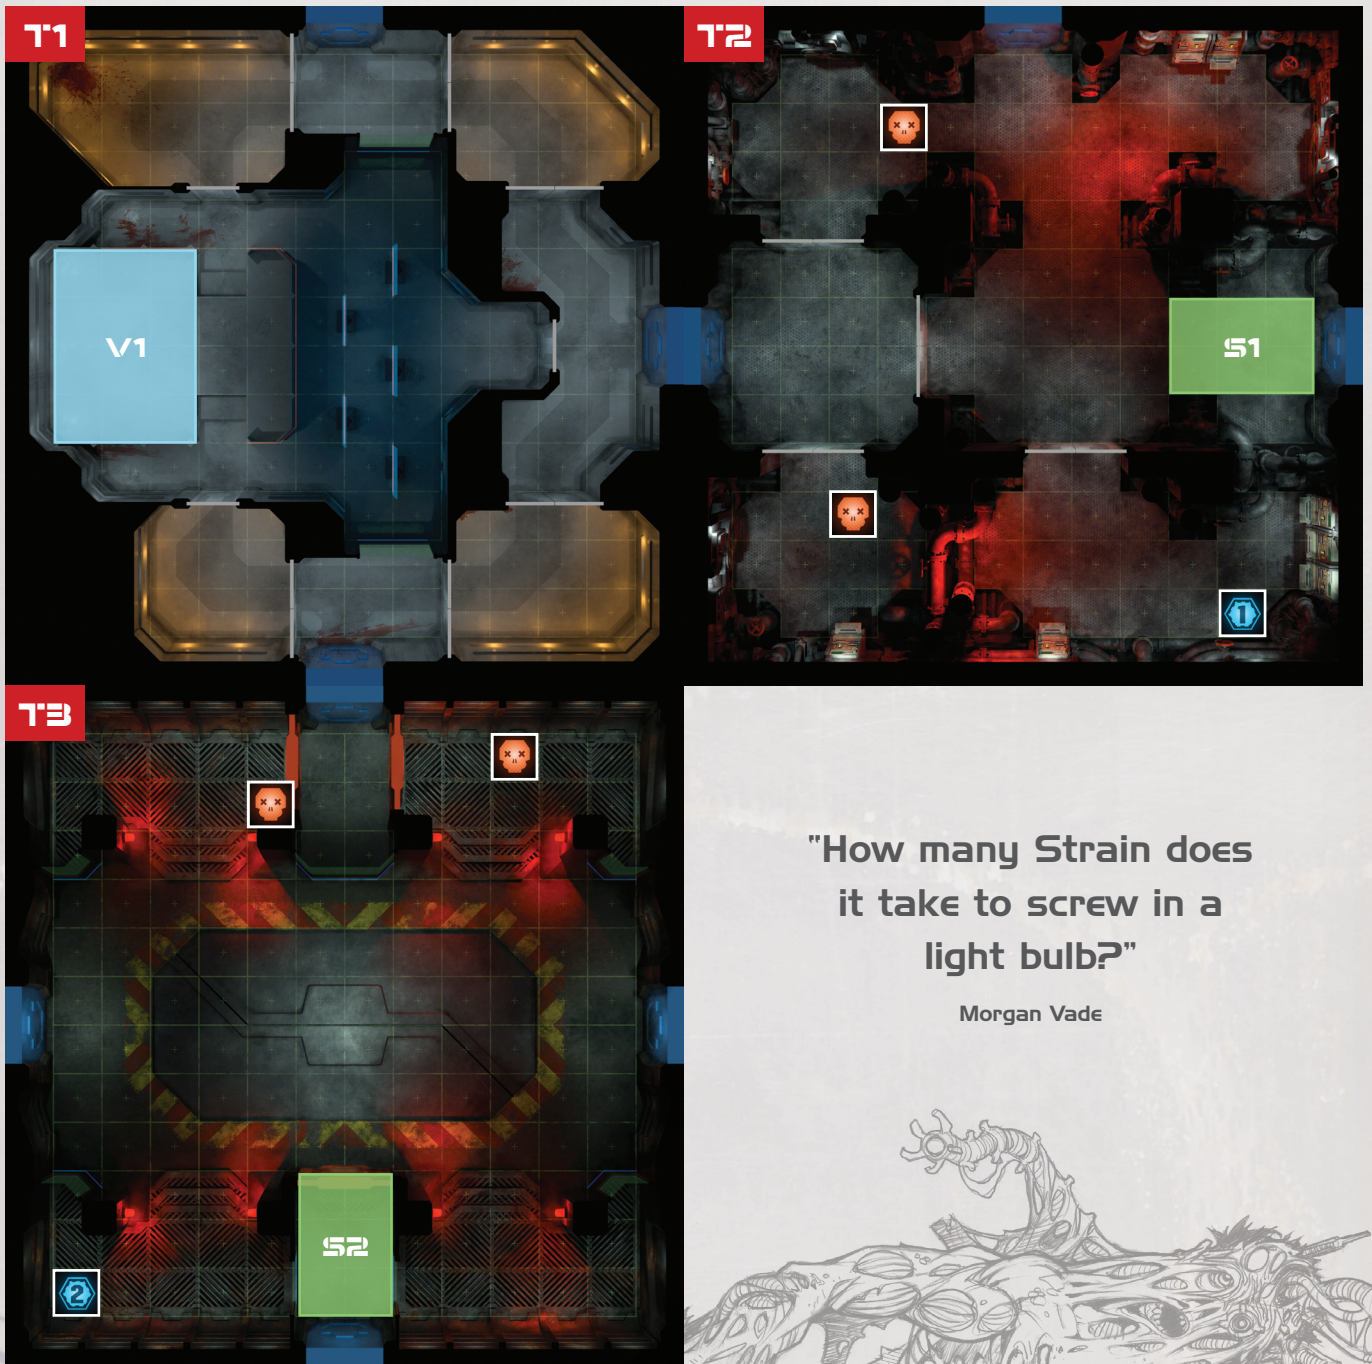 T1
T2
V1
S1
1
T3
"How many Strain does
it take to screw in a
light bulb?"
Morgan Vade
S2
2